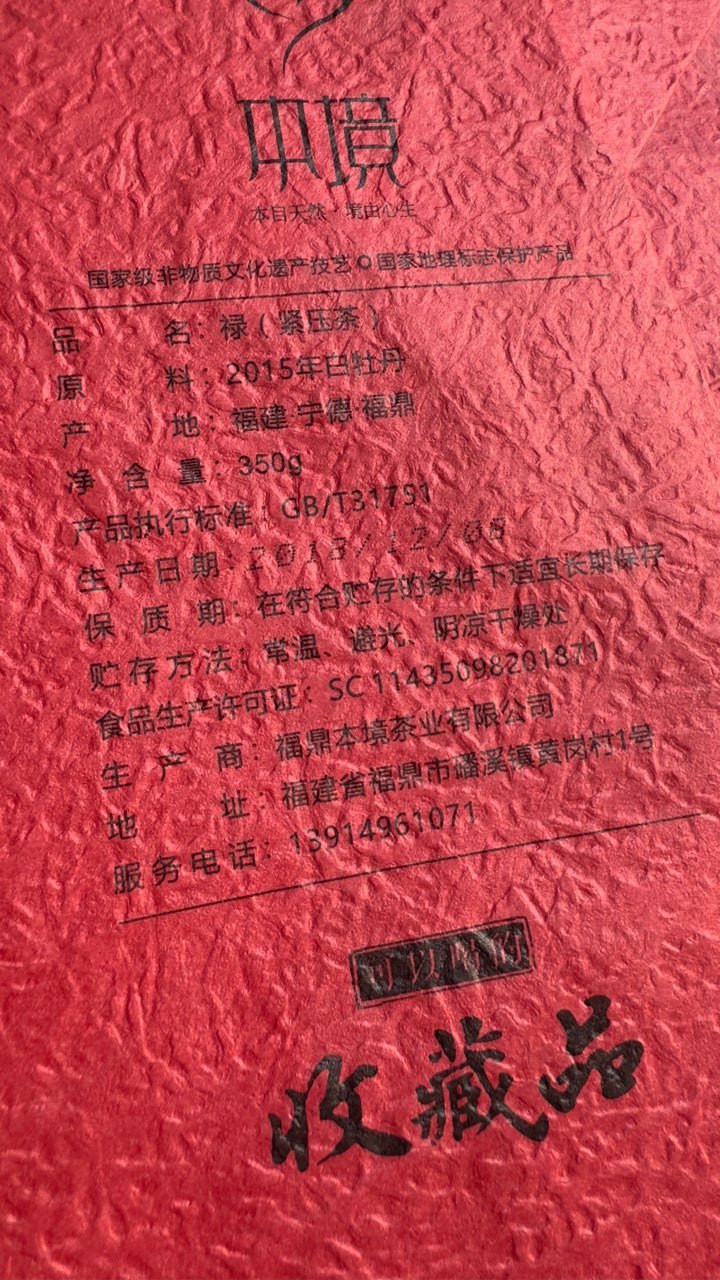 本境
本自天然·境由心生
国家级非物质文化遗产技艺 国家地理标志保护产品
品名：禄（紧压茶）
原料：2015年白牡丹
产地：福建·宁德·福鼎
净含量：350g
产品执行标准：GB/T31751
生产日期：2018/12/08
保质期：在符合贮存的条件下适宜长期保存
贮存方法：常温、避光、阴凉干燥处
食品生产许可证：SC 11435098201871
生产商：福鼎本境茶业有限公司
地址：福建省福鼎市磻溪镇黄岗村1号
服务电话：13914961071
可以喝的
收藏品